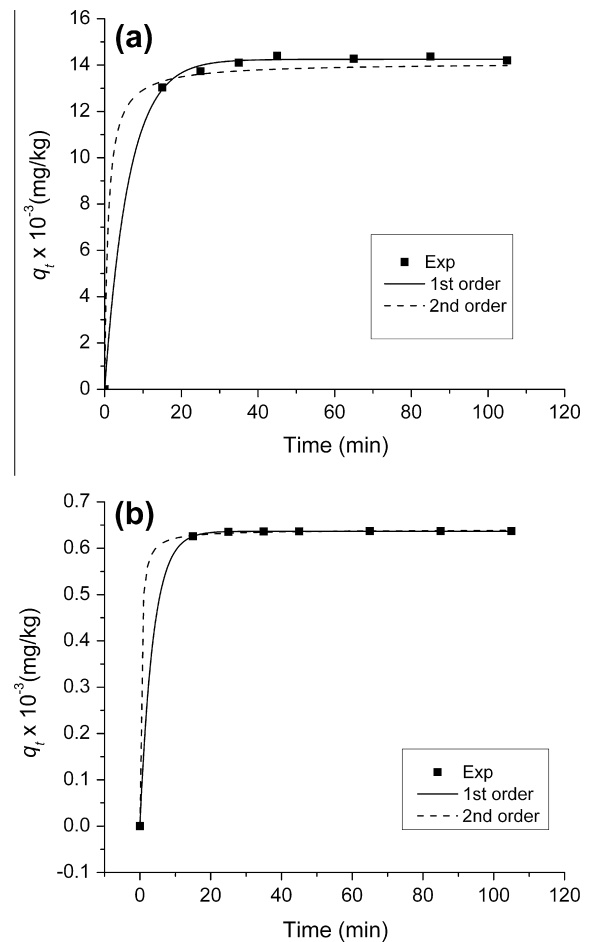 (a)
16
14
12
10
8
6
4
2
0
q_t x 10^-3 (mg/kg)
Exp
1st order
2nd order
0 20 40 60 80 100 120
Time (min)
(b)
0.7
0.6
0.5
0.4
0.3
0.2
0.1
0.0
-0.1
q_t x 10^-3 (mg/kg)
Exp
1st order
2nd order
0 20 40 60 80 100 120
Time (min)